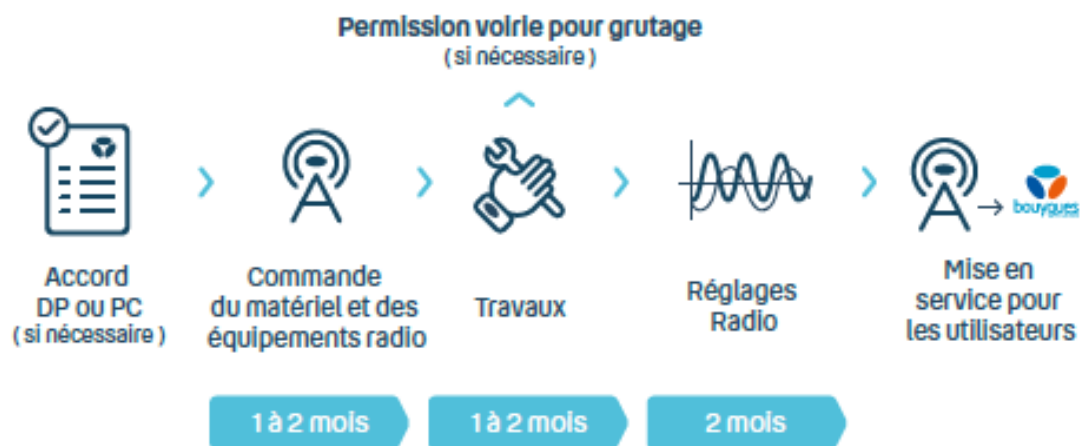 Permission voirie pour grutage
( si nécessaire )
Accord
DP ou PC
( si nécessaire )
Commande
du matériel et des
équipements radio
Travaux
Réglages
Radio
bouygues
Mise en
service pour
les utilisateurs
1 à 2 mois
1 à 2 mois
2 mois